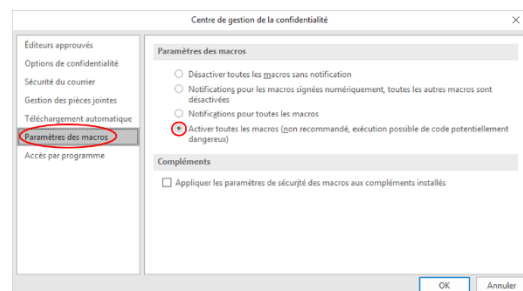 Centre de gestion de la confidentialité
Éditeurs approuvés
Options de confidentialité
Sécurité du courrier
Gestion des pièces jointes
Téléchargement automatique
Paramètres des macros
Accès par programme
Paramètres des macros
Désactiver toutes les macros sans notification
Notifications pour les macros signées numériquement, toutes les autres macros sont
désactivées
Notifications pour toutes les macros
Activer toutes les macros (non recommandé, exécution possible de code potentiellement
dangereux)
Compléments
Appliquer les paramètres de sécurité des macros aux compléments installés
OK
Annuler